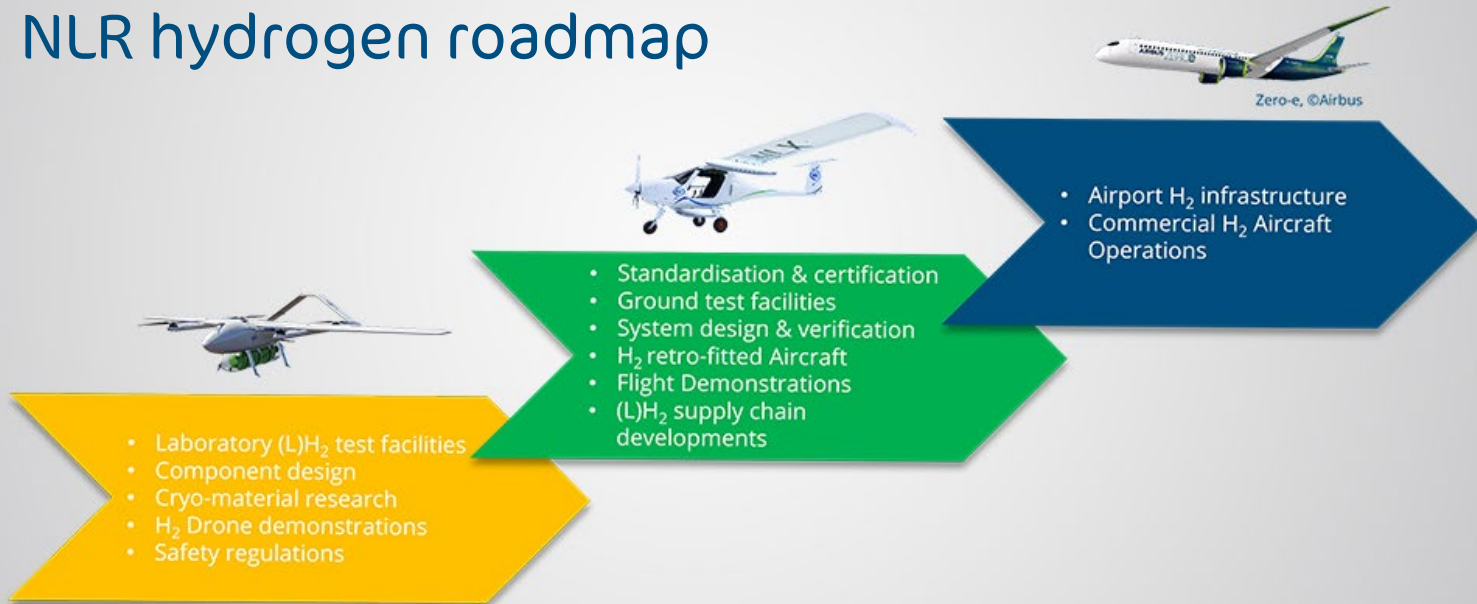 NLR hydrogen roadmap
AIRBUS
Zero-e, ©Airbus
• Airport H₂ infrastructure
• Commercial H₂ Aircraft
Operations
NLX
• Standardisation & certification
• Ground test facilities
• System design & verification
• H₂ retro-fitted Aircraft
• Flight Demonstrations
• (L)H₂ supply chain
developments
• Laboratory (L)H₂ test facilities
• Component design
• Cryo-material research
• H₂ Drone demonstrations
• Safety regulations